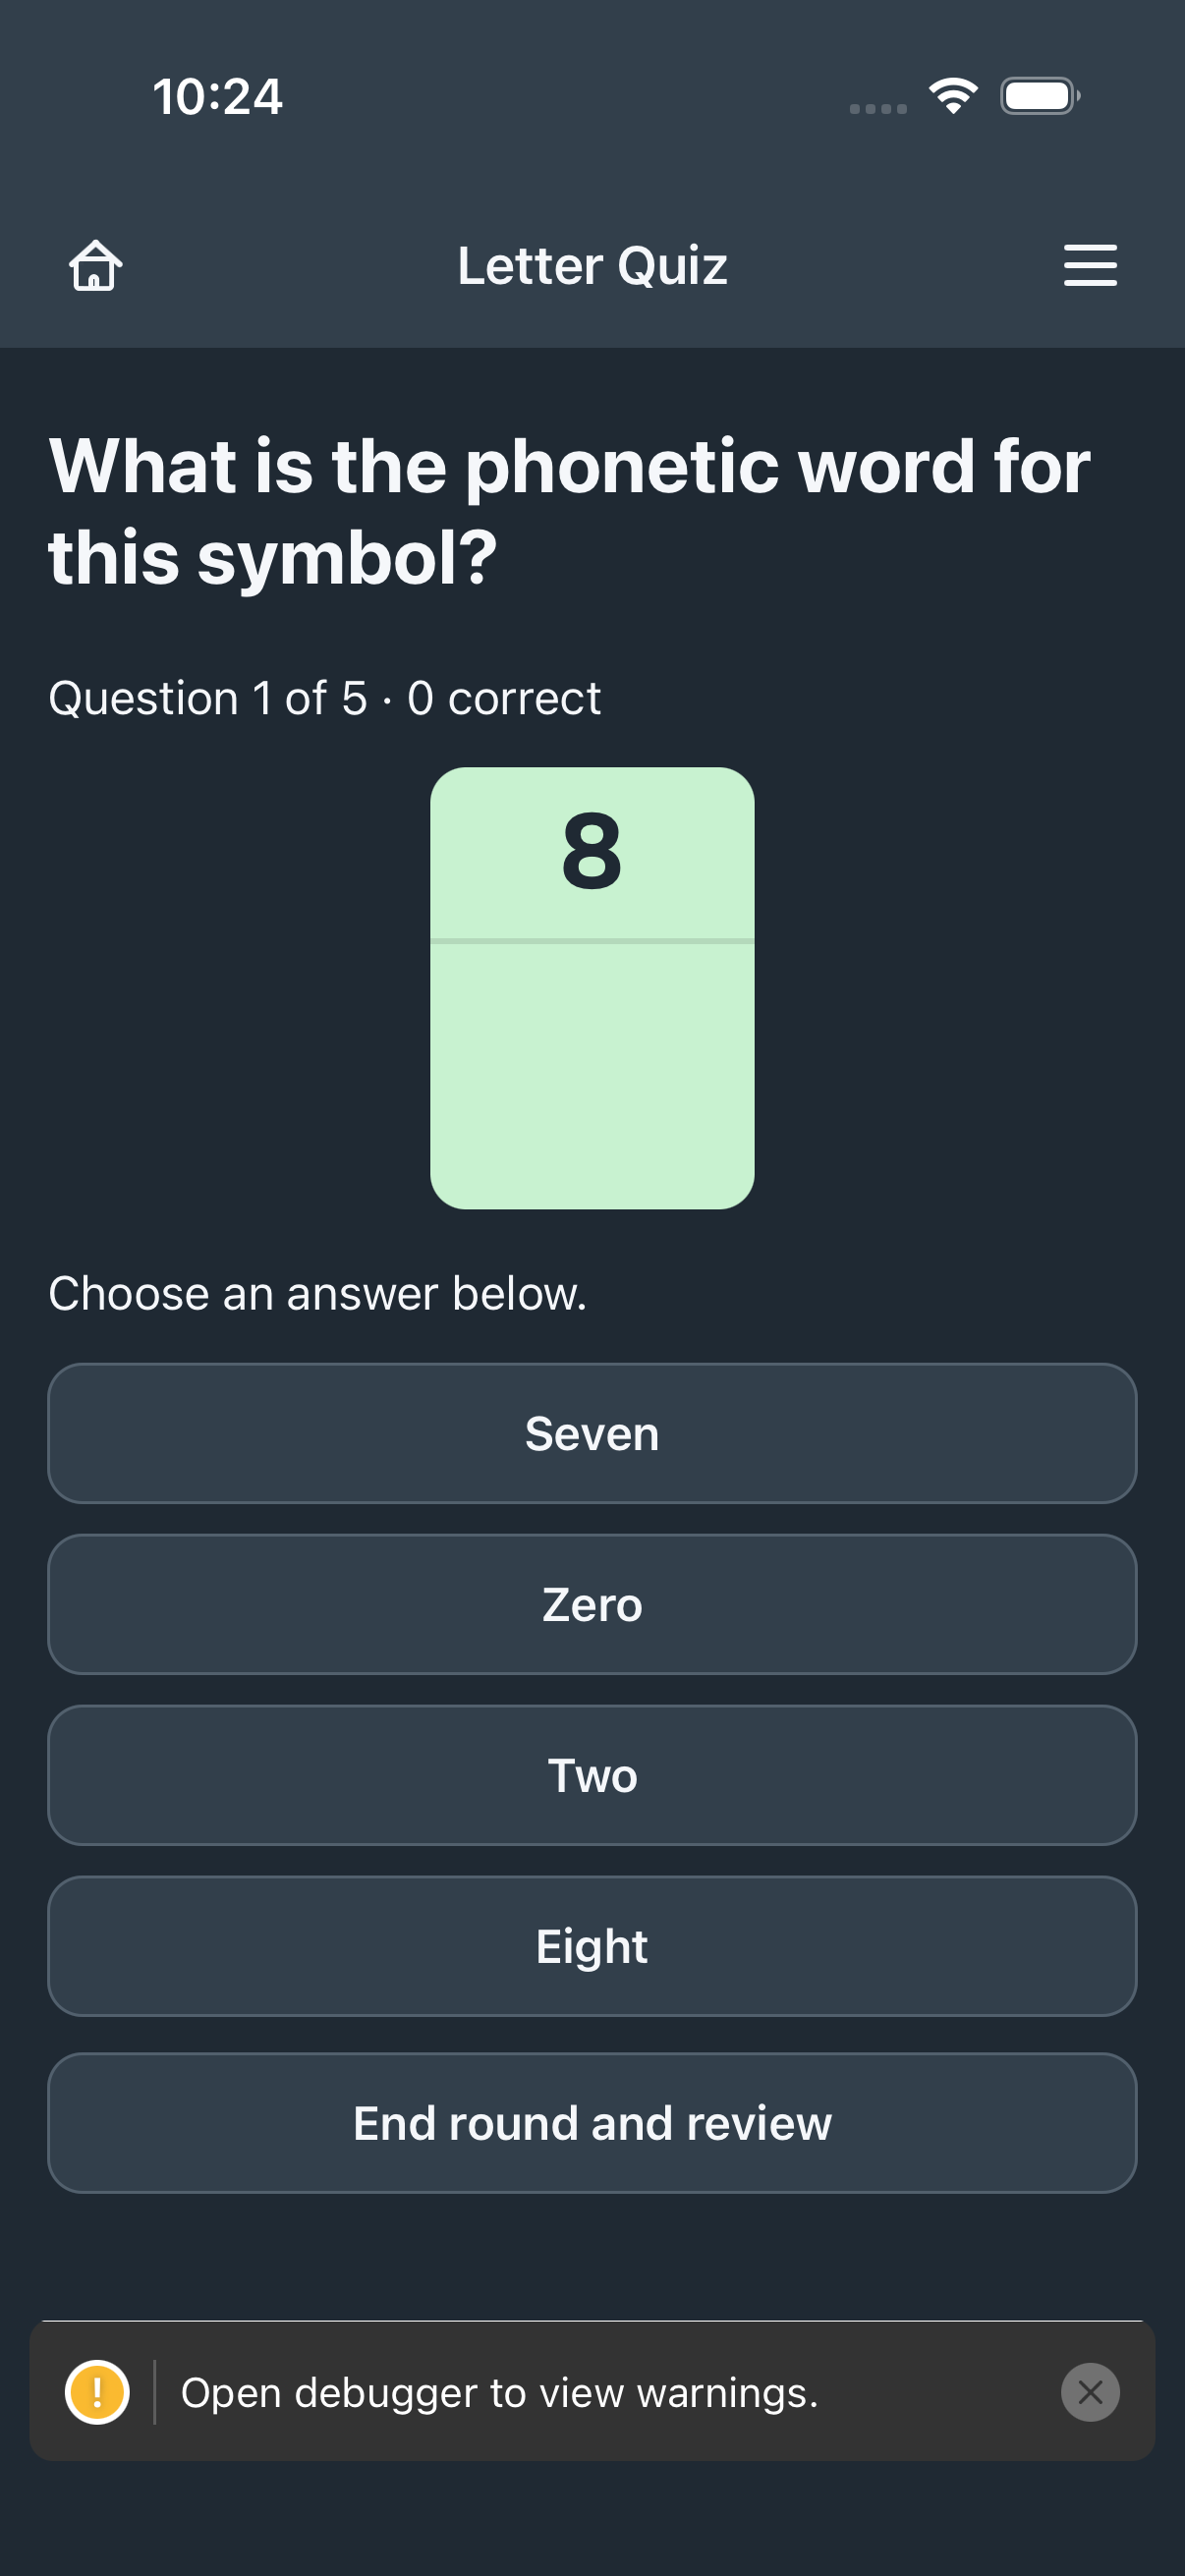 10:24
Letter Quiz
What is the phonetic word for
this symbol?
Question 1 of 5 · 0 correct
8
Choose an answer below.
Seven
Zero
Two
Eight
End round and review
Open debugger to view warnings.